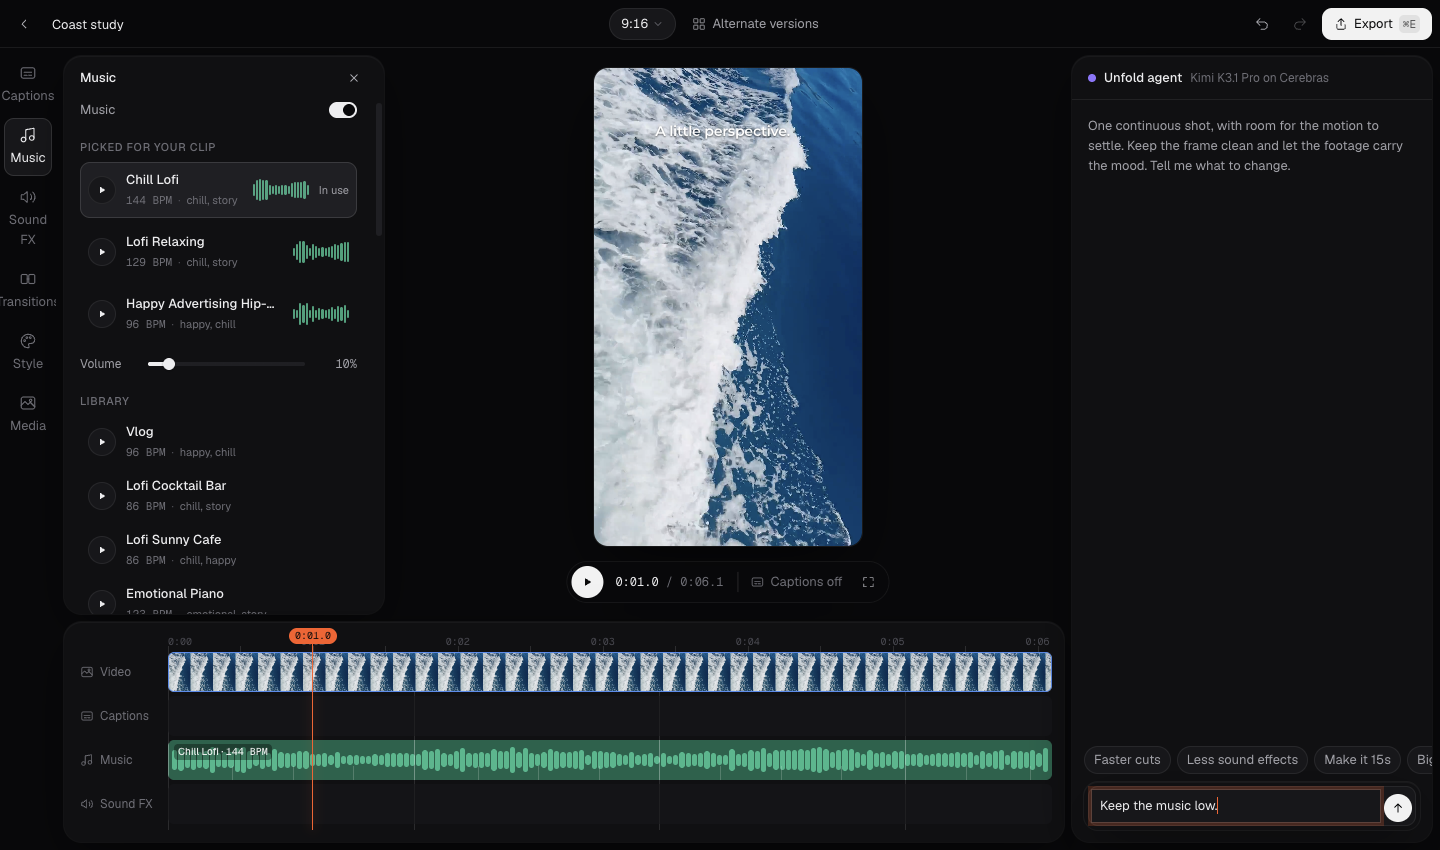 Coast study
9:16
Alternate versions
Export ⌘E
Captions
Music
Sound
FX
Transitions
Style
Media
Music
Music
PICKED FOR YOUR CLIP
Chill Lofi
144 BPM · chill, story
In use
Lofi Relaxing
129 BPM · chill, story
Happy Advertising Hip-…
96 BPM · happy, chill
Volume 10%
LIBRARY
Vlog
96 BPM · happy, chill
Lofi Cocktail Bar
86 BPM · chill, story
Lofi Sunny Cafe
86 BPM · chill, happy
Emotional Piano
A little perspective.
0:01.0 / 0:06.1
Captions off
Unfold agent Kimi K3.1 Pro on Cerebras
One continuous shot, with room for the motion to
settle. Keep the frame clean and let the footage carry
the mood. Tell me what to change.
0:00 0:01.0 0:02 0:03 0:04 0:05 0:06
Video
Captions
Music
Chill Lofi · 144 BPM
Sound FX
Faster cuts
Less sound effects
Make it 15s
Keep the music low.